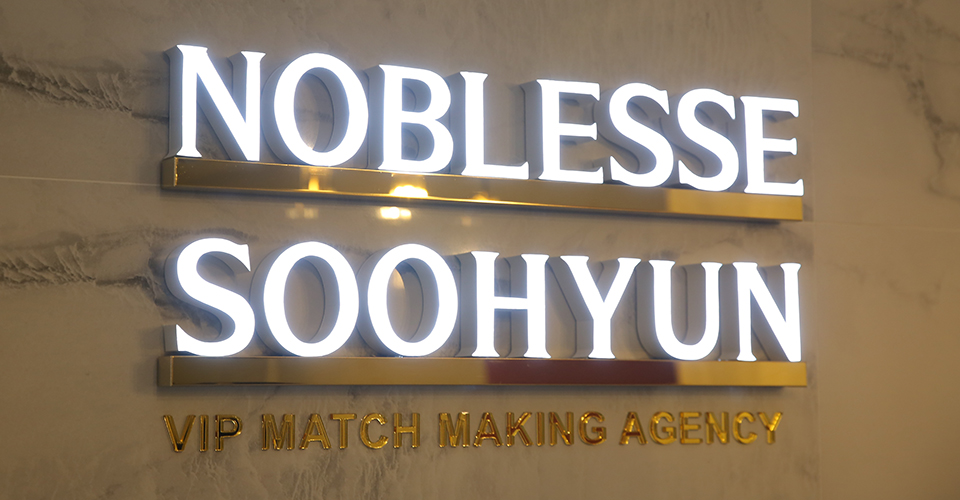 NOBLESSE
SOOHYUN
VIP MATCH MAKING AGENCY